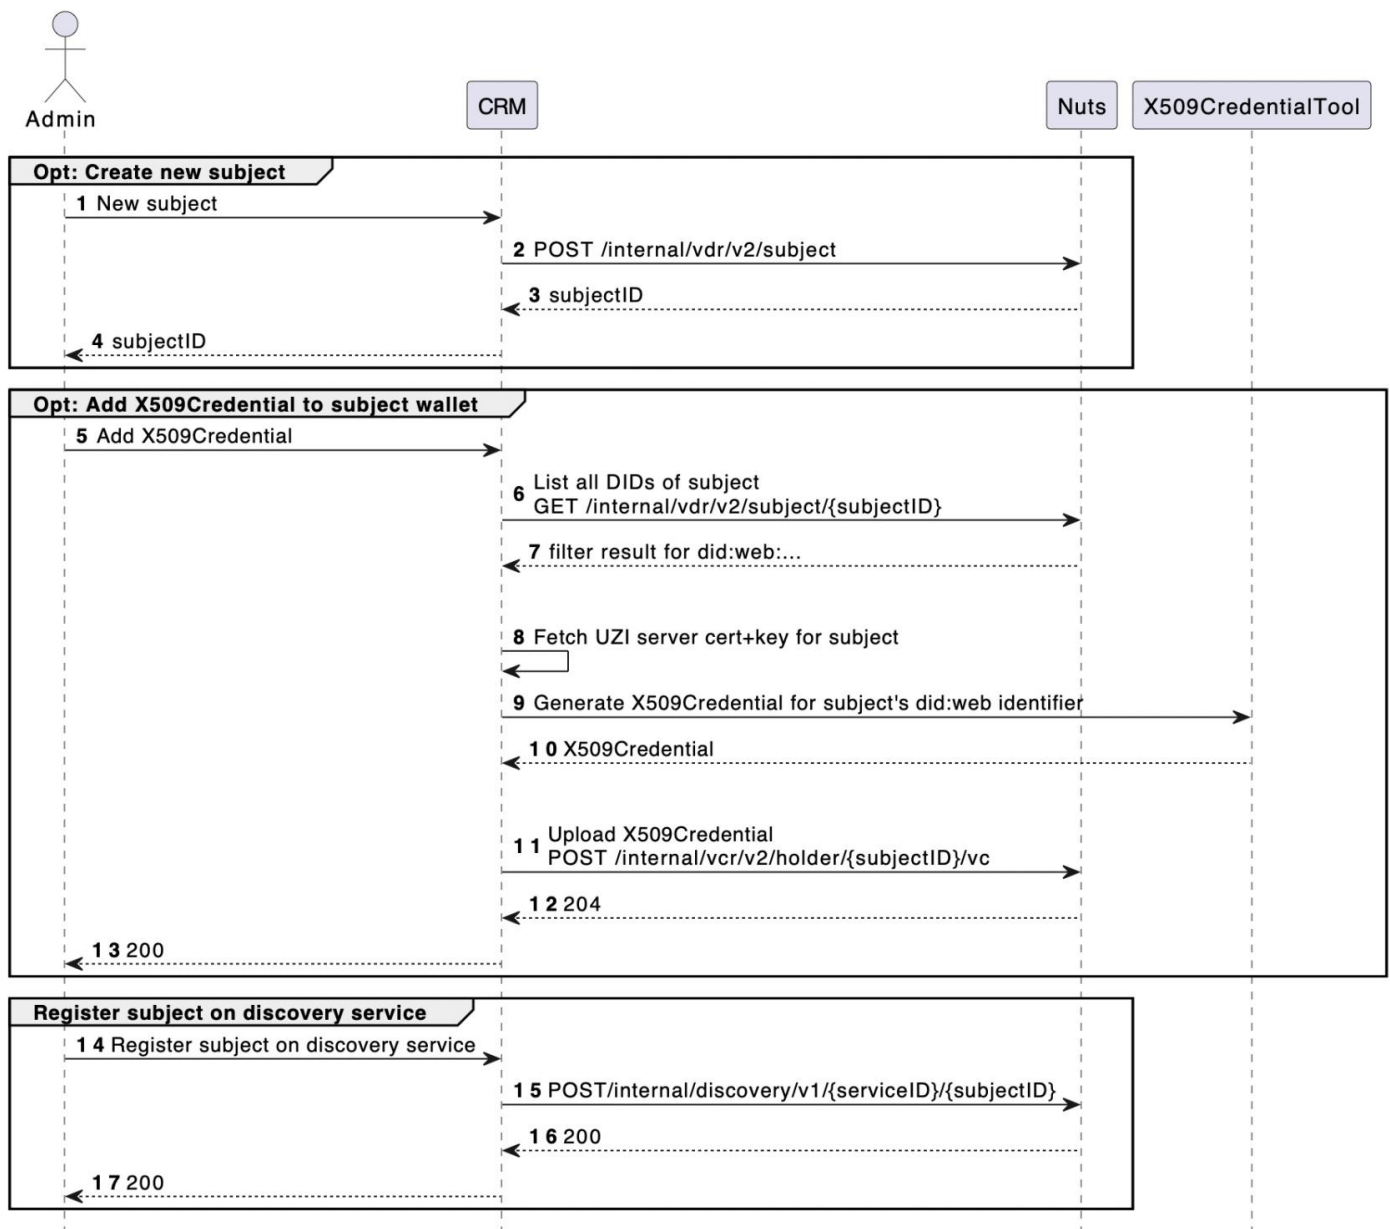 Admin
CRM
Nuts
X509CredentialTool
Opt: Create new subject
1 New subject
2 POST /internal/vdr/v2/subject
3 subjectID
4 subjectID
Opt: Add X509Credential to subject wallet
5 Add X509Credential
6 List all DIDs of subject
GET /internal/vdr/v2/subject/{subjectID}
7 filter result for did:web:...
8 Fetch UZI server cert+key for subject
9 Generate X509Credential for subject's did:web identifier
10 X509Credential
11 Upload X509Credential
POST /internal/vcr/v2/holder/{subjectID}/vc
12 204
13 200
Register subject on discovery service
14 Register subject on discovery service
15 POST/internal/discovery/v1/{serviceID}/{subjectID}
16 200
17 200